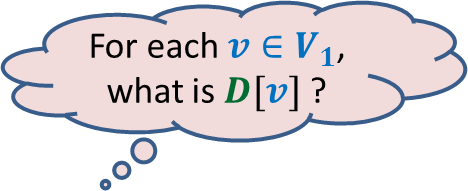 For each v ∈ V₁,
what is D[v] ?